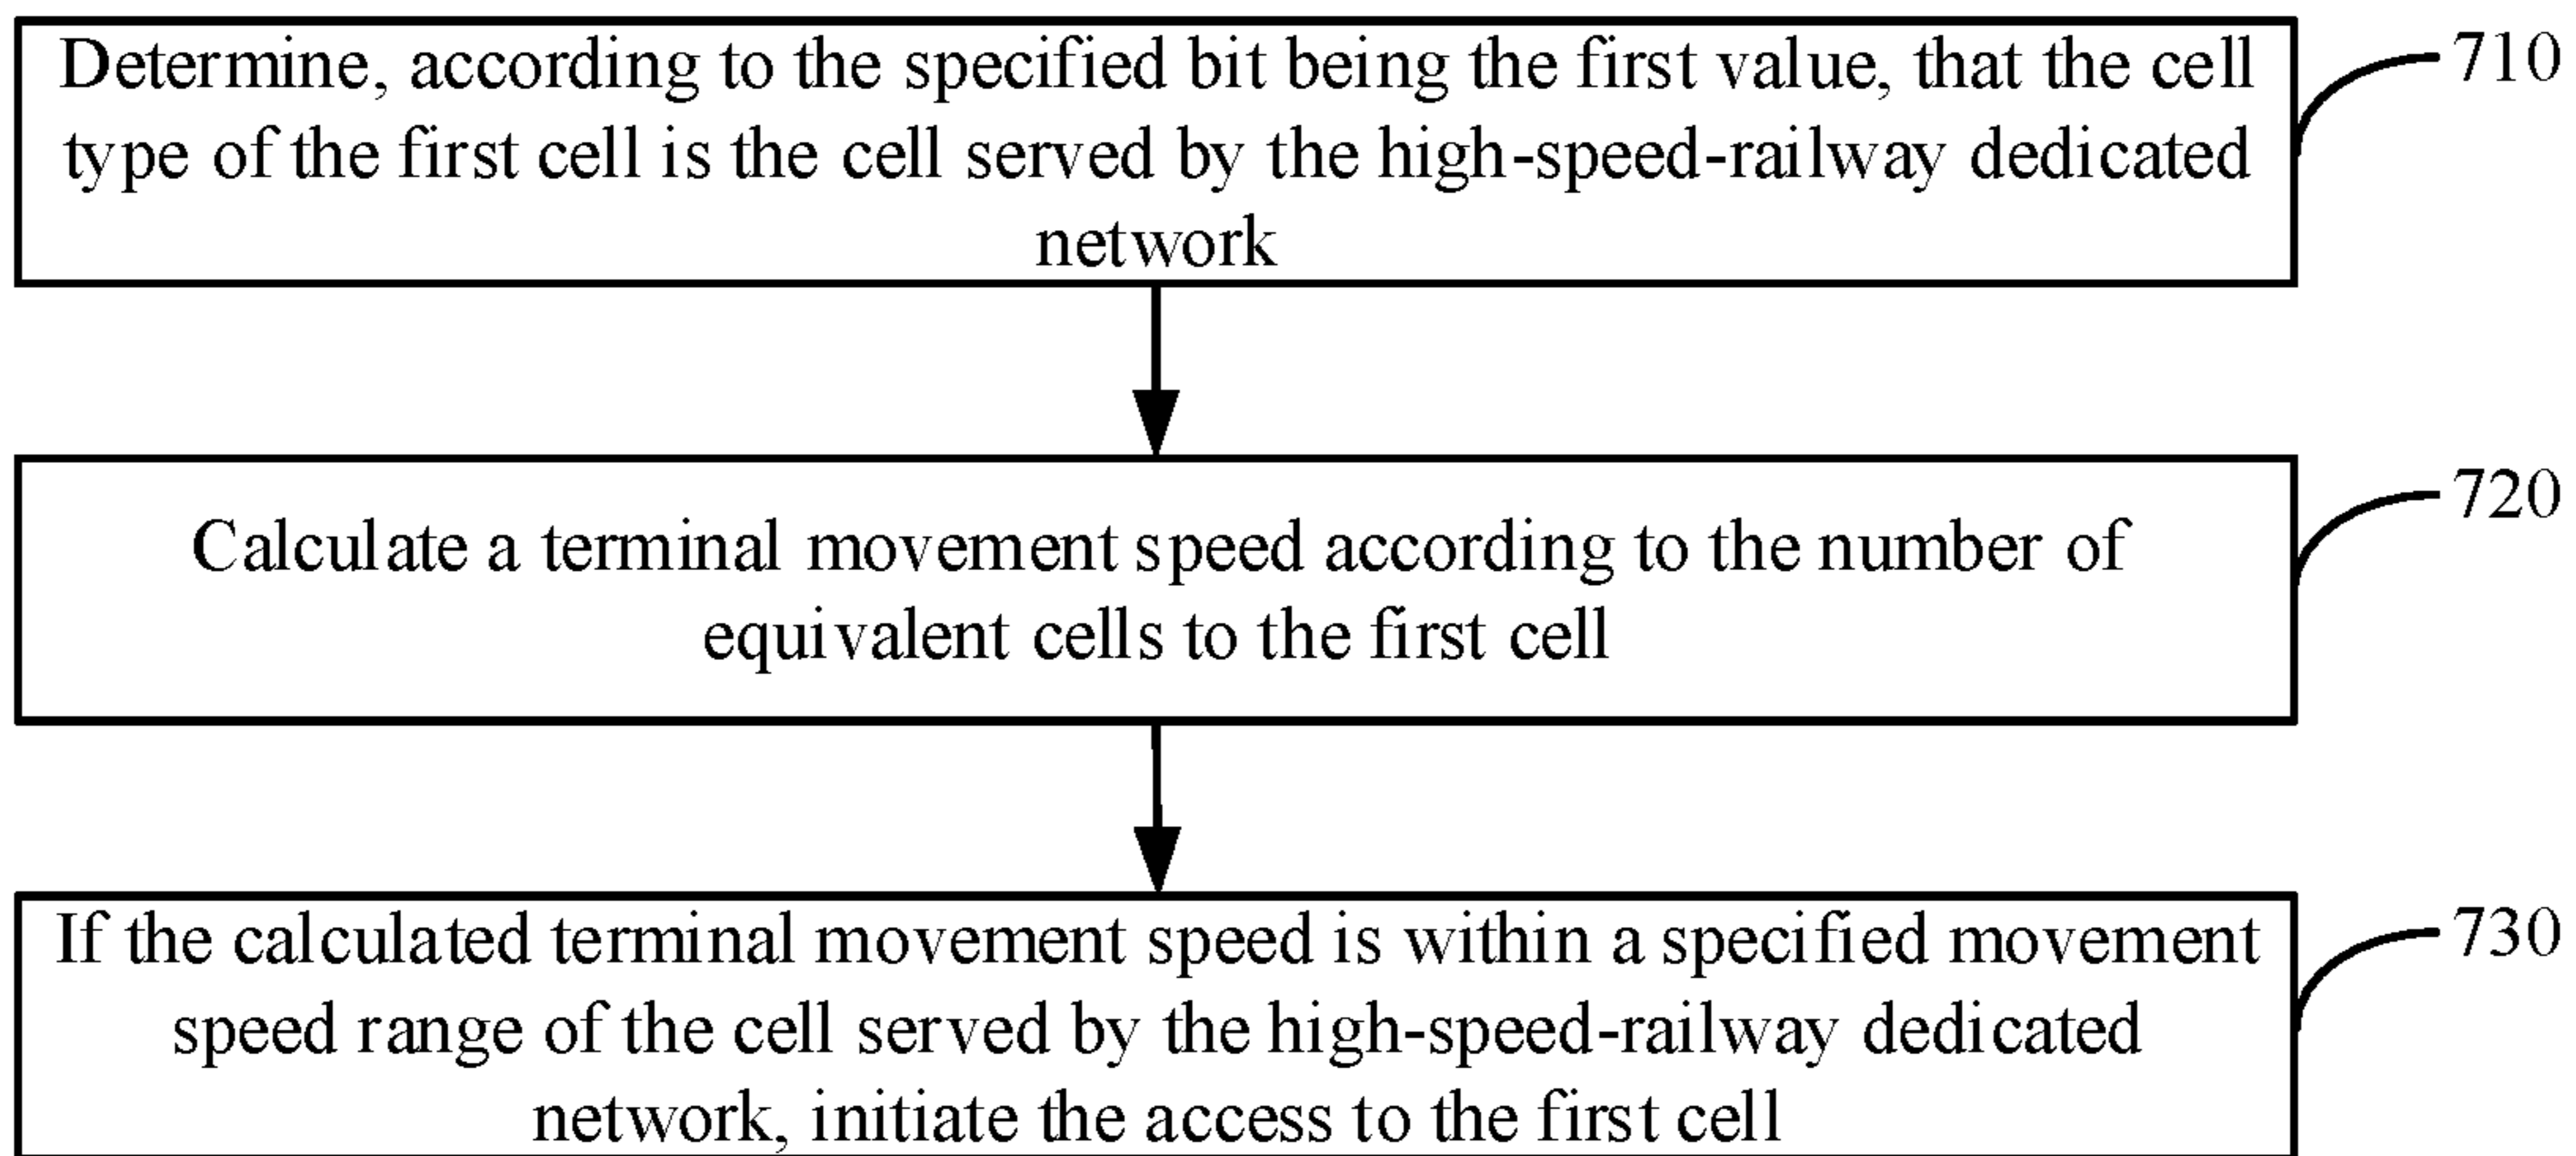 Determine, according to the specified bit being the first value, that the cell
type of the first cell is the cell served by the high-speed-railway dedicated
network
710
Calculate a terminal movement speed according to the number of
equivalent cells to the first cell
720
If the calculated terminal movement speed is within a specified movement
speed range of the cell served by the high-speed-railway dedicated
network, initiate the access to the first cell
730